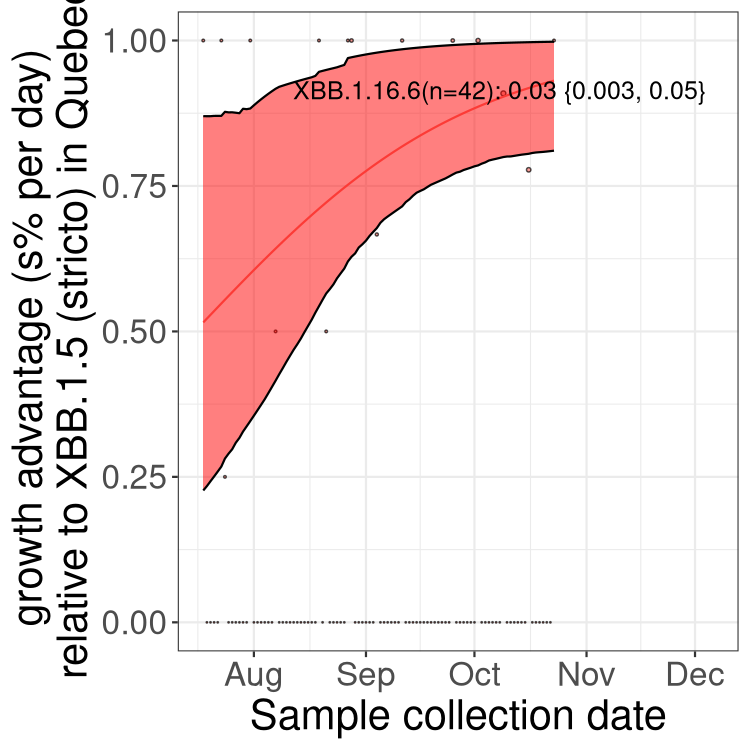 growth advantage (s% per day)
relative to XBB.1.5 (stricto) in Quebec
1.00
0.75
0.50
0.25
0.00
XBB.1.16.6(n=42): 0.03 {0.003, 0.05}
Aug Sep Oct Nov Dec
Sample collection date